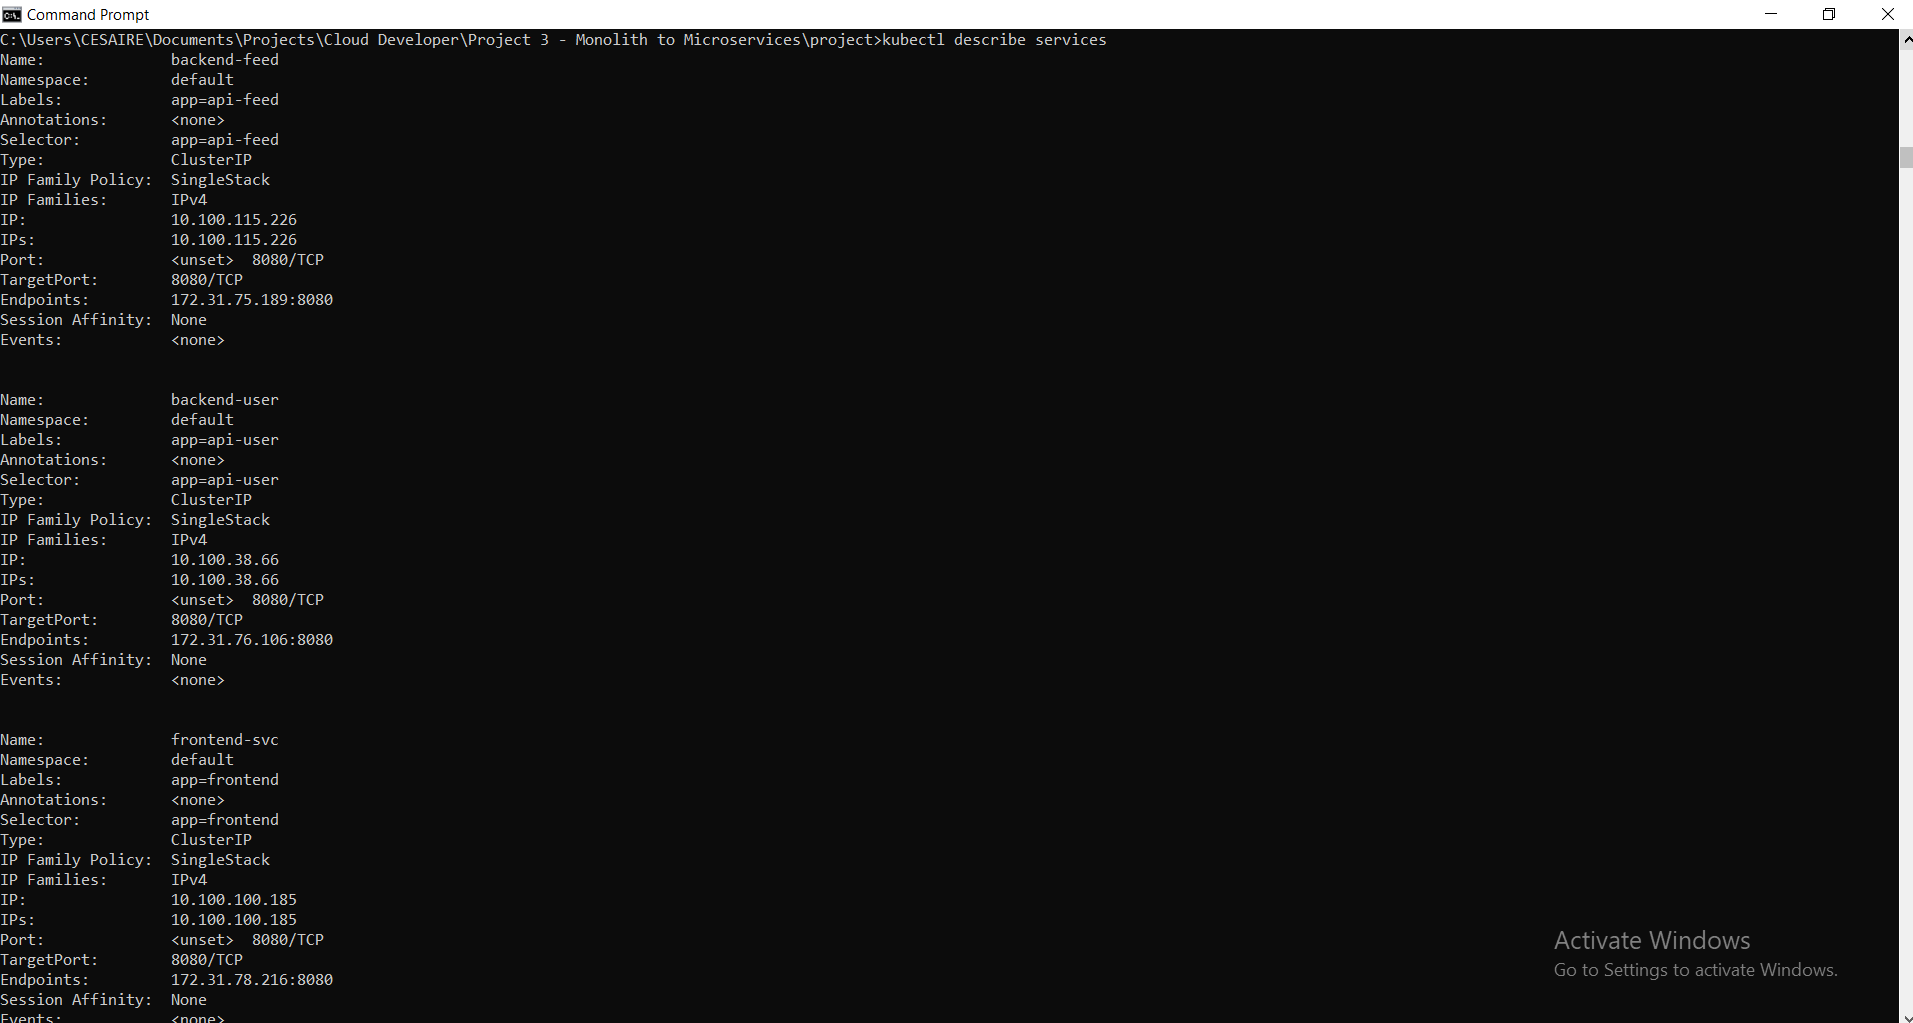 Command Prompt
C:\Users\CESAIRE\Documents\Projects\Cloud Developer\Project 3 - Monolith to Microservices\project>kubectl describe services
Name:              backend-feed
Namespace:         default
Labels:            app=api-feed
Annotations:       <none>
Selector:          app=api-feed
Type:              ClusterIP
IP Family Policy:  SingleStack
IP Families:       IPv4
IP:                10.100.115.226
IPs:               10.100.115.226
Port:              <unset>  8080/TCP
TargetPort:        8080/TCP
Endpoints:         172.31.75.189:8080
Session Affinity:  None
Events:            <none>
Name:              backend-user
Namespace:         default
Labels:            app=api-user
Annotations:       <none>
Selector:          app=api-user
Type:              ClusterIP
IP Family Policy:  SingleStack
IP Families:       IPv4
IP:                10.100.38.66
IPs:               10.100.38.66
Port:              <unset>  8080/TCP
TargetPort:        8080/TCP
Endpoints:         172.31.76.106:8080
Session Affinity:  None
Events:            <none>
Name:              frontend-svc
Namespace:         default
Labels:            app=frontend
Annotations:       <none>
Selector:          app=frontend
Type:              ClusterIP
IP Family Policy:  SingleStack
IP Families:       IPv4
IP:                10.100.100.185
IPs:               10.100.100.185
Port:              <unset>  8080/TCP
TargetPort:        8080/TCP
Endpoints:         172.31.78.216:8080
Session Affinity:  None
Events:            <none>
Activate Windows
Go to Settings to activate Windows.